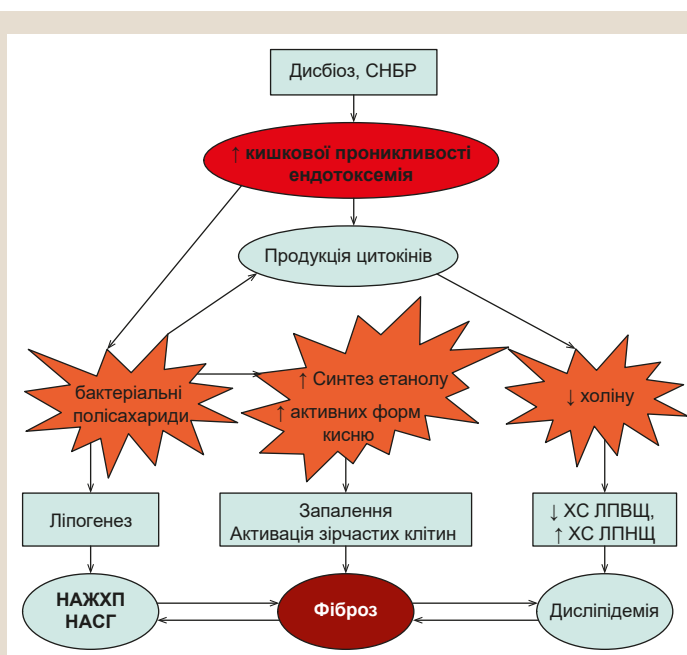 Дисбіоз, СНБР
↑ кишкової проникливості
ендотоксемія
Продукція цитокінів
бактеріальні
полісахариди
↑ Синтез етанолу
↑ активних форм
кисню
↓ холіну
Ліпогенез
Запалення
Активація зірчастих клітин
↓ ХС ЛПВЩ,
↑ ХС ЛПНЩ
НАЖХП
НАСГ
Фіброз
Дисліпідемія